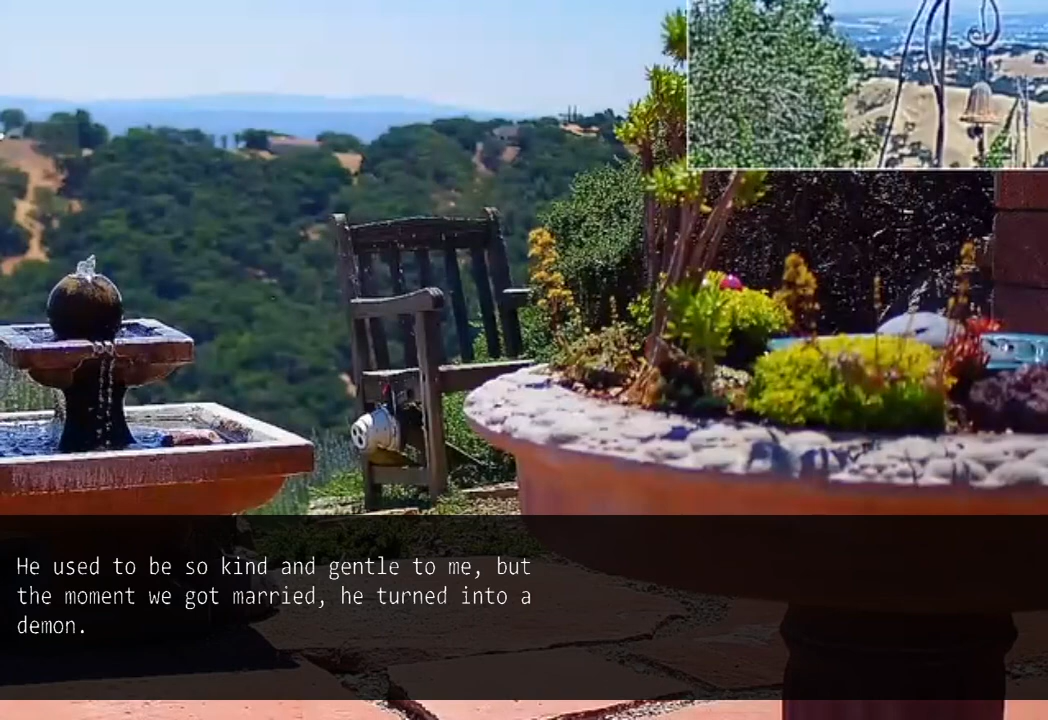 He used to be so kind and gentle to me, but
the moment we got married, he turned into a
demon.